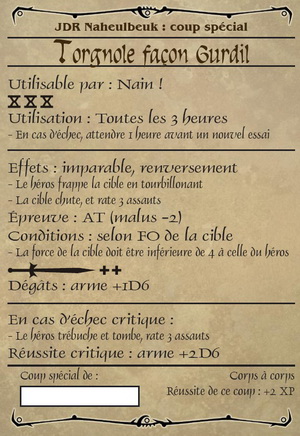 JDR Naheulbeuk : coup spécial
Torgnole façon Gurdil
Utilisable par : Nain !
Utilisation : Toutes les 3 heures
- En cas d'échec, attendre 1 heure avant un nouvel essai
Effets : imparable, renversement
- Le héros frappe la cible en tourbillonant
- La cible chute, et rate 3 assauts
Épreuve : AT (malus -2)
Conditions : selon FO de la cible
- La force de la cible doit être inférieure de 4 à celle du héros
++
Dégâts : arme +1D6
En cas d'échec critique :
- Le héros trébuche et tombe, rate 3 assauts
Réussite critique : arme +2D6
Coup spécial de :
Corps à corps
Réussite de ce coup : +2 XP